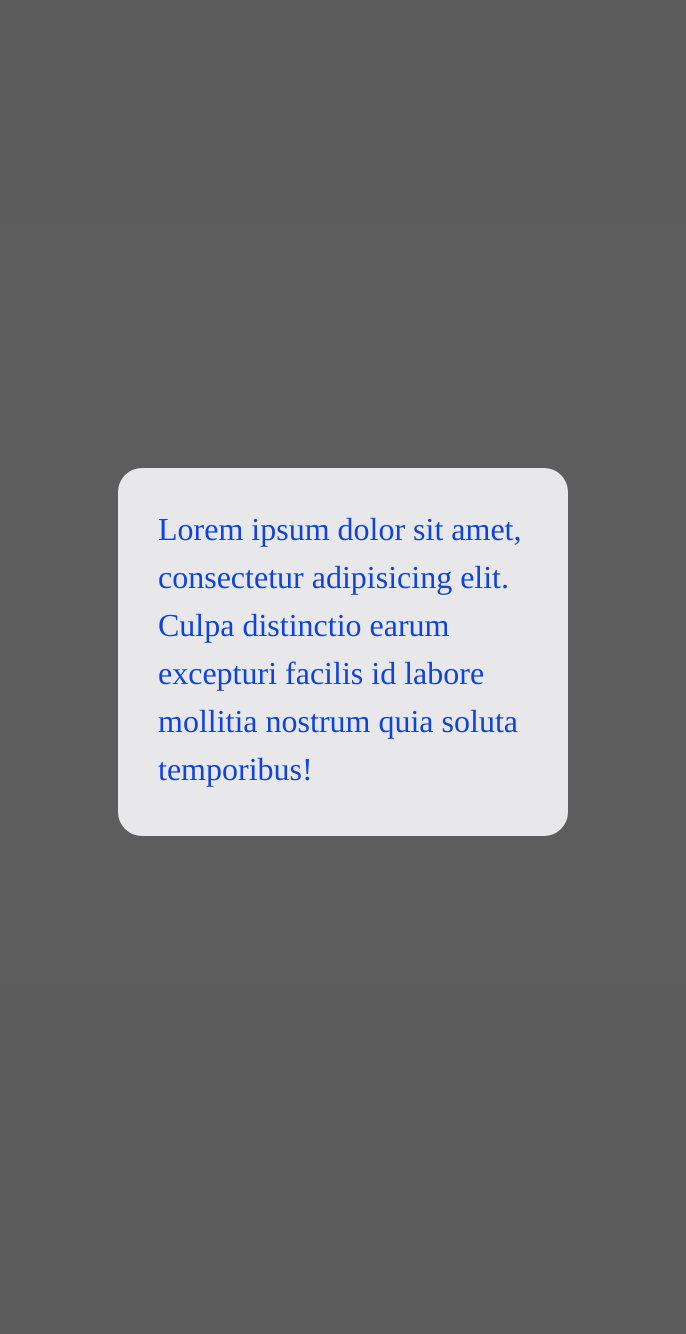 Lorem ipsum dolor sit amet,
consectetur adipisicing elit.
Culpa distinctio earum
excepturi facilis id labore
mollitia nostrum quia soluta
temporibus!